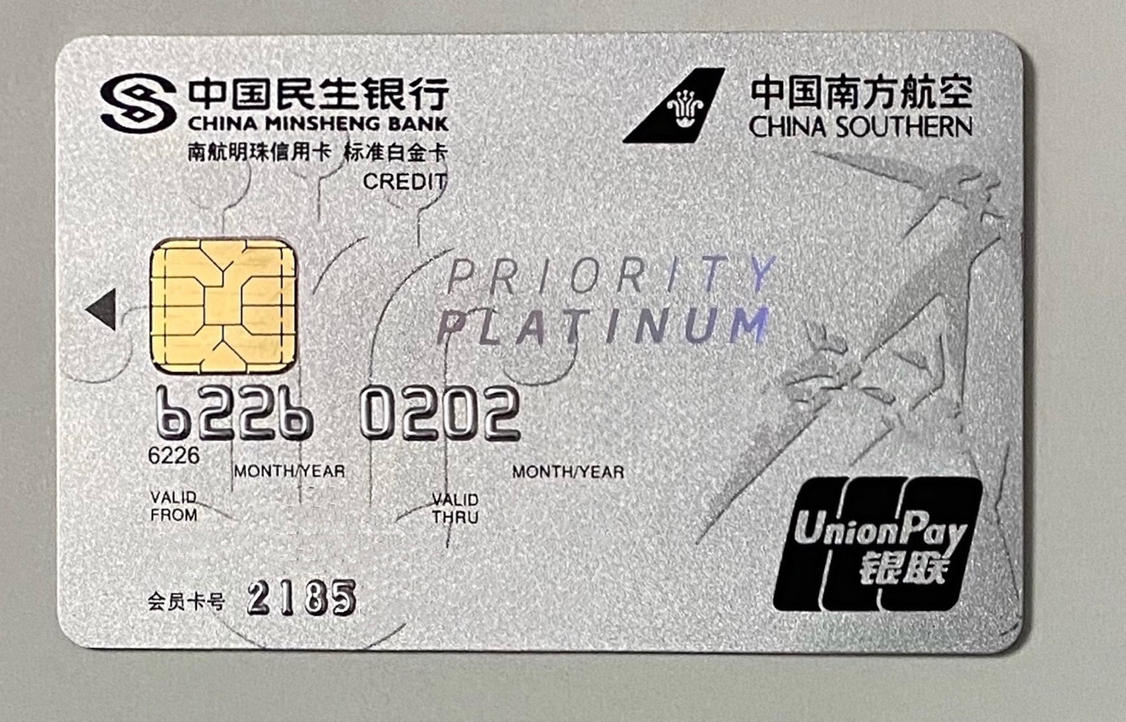 中国民生银行
CHINA MINSHENG BANK
南航明珠信用卡 标准白金卡
CREDIT
中国南方航空
CHINA SOUTHERN
PRIORITY
PLATINUM
6226 0202
6226
MONTH/YEAR
MONTH/YEAR
VALID
FROM
VALID
THRU
会员卡号 2185
UnionPay
银联